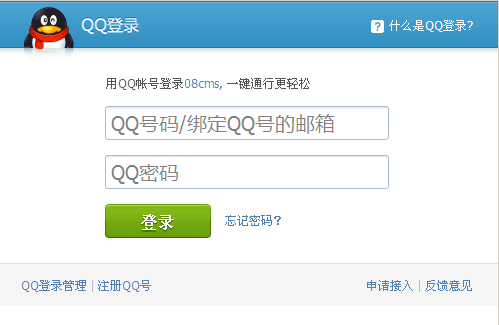 QQ登录
? 什么是QQ登录?
用QQ帐号登录08cms, 一键通行更轻松
QQ号码/绑定QQ号的邮箱
QQ密码
登录 忘记密码?
QQ登录管理 | 注册QQ号 申请接入 | 反馈意见